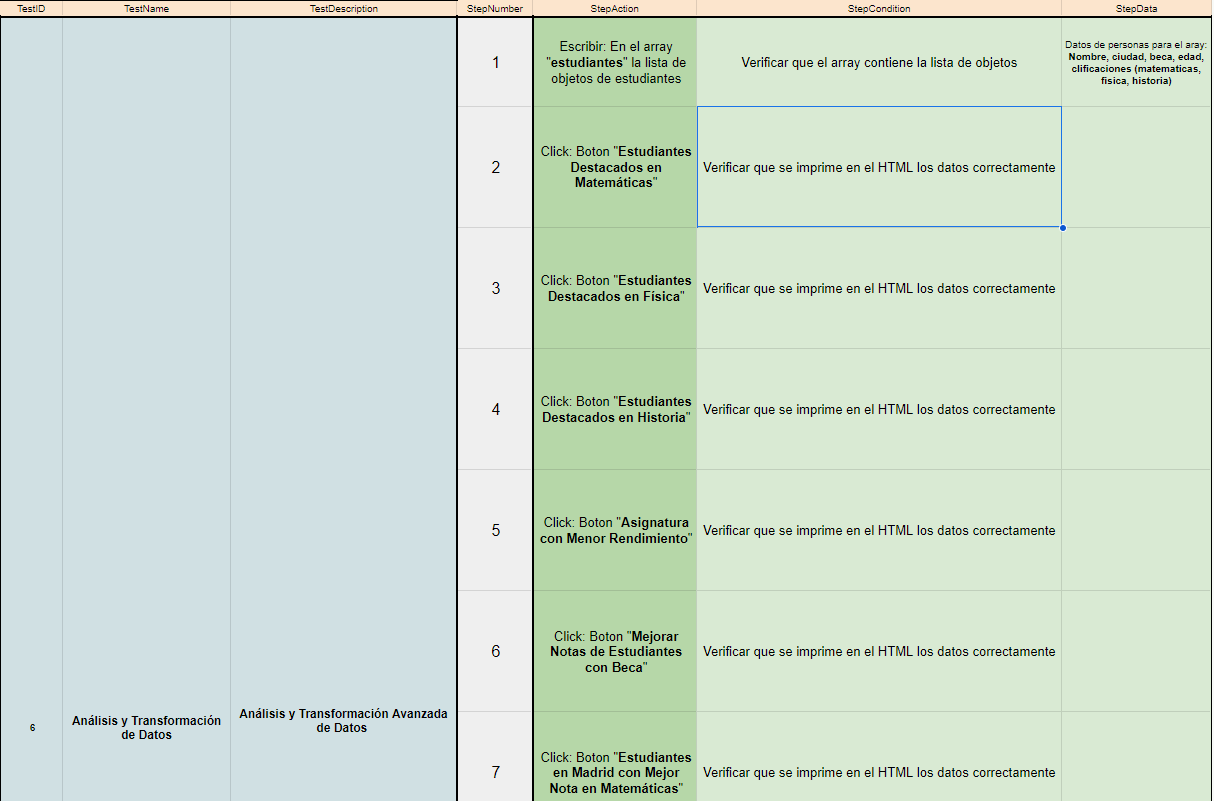 TestID TestName TestDescription StepNumber StepAction StepCondition StepData
1
Escribir: En el array
"estudiantes" la lista de
objetos de estudiantes
Verificar que el array contiene la lista de objetos
Datos de personas para el aray:
Nombre, ciudad, beca, edad,
clificaciones (matematicas,
fisica, historia)
2
Click: Boton "Estudiantes
Destacados en
Matemáticas"
Verificar que se imprime en el HTML los datos correctamente
3
Click: Boton "Estudiantes
Destacados en Física"
Verificar que se imprime en el HTML los datos correctamente
4
Click: Boton "Estudiantes
Destacados en Historia"
Verificar que se imprime en el HTML los datos correctamente
5
Click: Boton "Asignatura
con Menor Rendimiento"
Verificar que se imprime en el HTML los datos correctamente
6
Click: Boton "Mejorar
Notas de Estudiantes
con Beca"
Verificar que se imprime en el HTML los datos correctamente
6
Análisis y Transformación
de Datos
Análisis y Transformación Avanzada
de Datos
7
Click: Boton "Estudiantes
en Madrid con Mejor
Nota en Matemáticas"
Verificar que se imprime en el HTML los datos correctamente